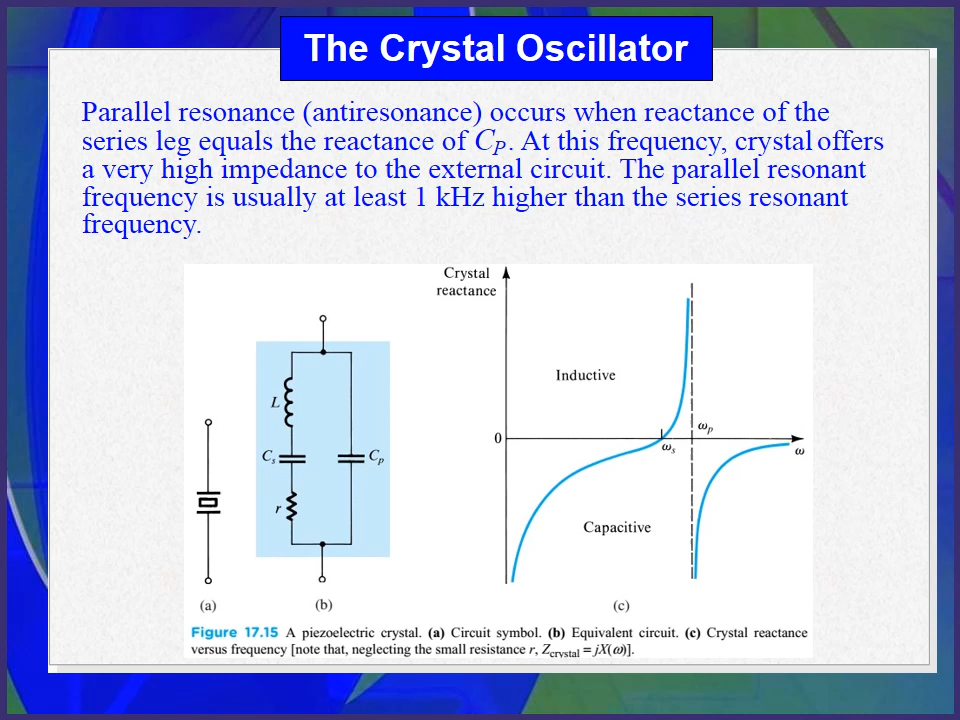 The Crystal Oscillator
Parallel resonance (antiresonance) occurs when reactance of the
series leg equals the reactance of C_P. At this frequency, crystal offers
a very high impedance to the external circuit. The parallel resonant
frequency is usually at least 1 kHz higher than the series resonant
frequency.
Crystal
reactance
Inductive
L
0
ω_p
ω_s
ω
C_s
C_p
r
Capacitive
(a)
(b)
(c)
Figure 17.15 A piezoelectric crystal. (a) Circuit symbol. (b) Equivalent circuit. (c) Crystal reactance
versus frequency [note that, neglecting the small resistance r, Z_crystal = jX(ω)].